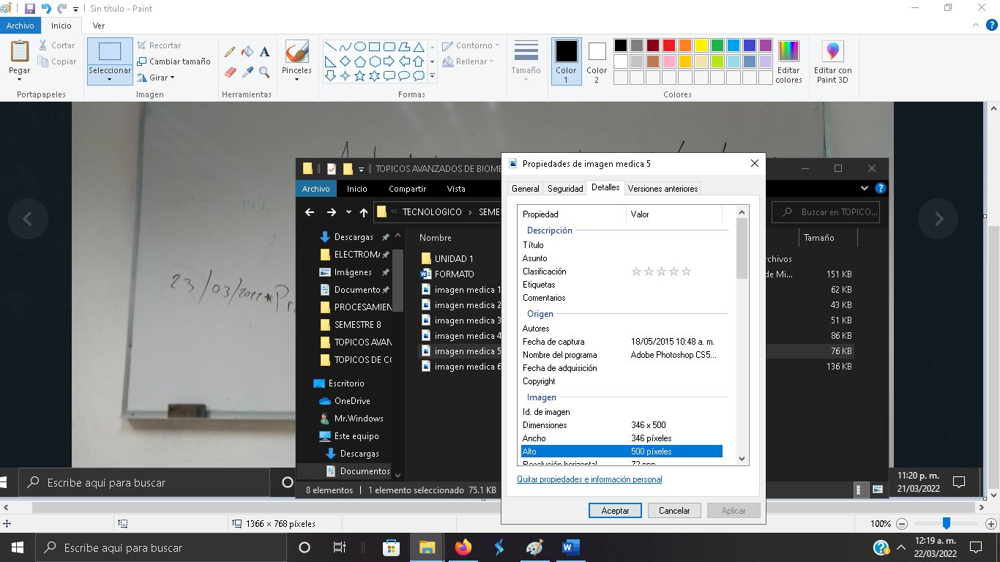 Sin título - Paint
Archivo Inicio Ver
Pegar
Cortar
Copiar
Portapapeles
Seleccionar
Recortar
Cambiar tamaño
Girar
Imagen
A
Herramientas
Pinceles
Contorno
Rellenar
Formas
Tamaño
Color 1
Color 2
Editar colores
Editar con Paint 3D
Colores
23/03/2022*Pr
TOPICOS AVANZADOS DE BIOME
Archivo Inicio Compartir Vista
TECNOLOGICO > SEME
Buscar en TOPICO...
Descargas
ELECTROMA
Imágenes
Documento
PROCESAMIEN
SEMESTRE 8
TOPICOS AVAN
TOPICOS DE CO
Escritorio
OneDrive
Mr.Windows
Este equipo
Descargas
Documentos
Nombre Tamaño
UNIDAD 1 rchivos
FORMATO de Mi... 151 KB
imagen medica 1 62 KB
imagen medica 2 43 KB
imagen medica 3 51 KB
imagen medica 4 86 KB
imagen medica 5 76 KB
imagen medica 6 136 KB
8 elementos 1 elemento seleccionado 75.1 KB
Propiedades de imagen medica 5
General Seguridad Detalles Versiones anteriores
Propiedad Valor
Descripción
Título
Asunto
Clasificación
Etiquetas
Comentarios
Origen
Autores
Fecha de captura 18/05/2015 10:48 a. m.
Nombre del programa Adobe Photoshop CS5...
Fecha de adquisición
Copyright
Imagen
Id. de imagen
Dimensiones 346 x 500
Ancho 346 píxeles
Alto 500 píxeles
Resolución horizontal 72 ppp
Quitar propiedades e información personal
Aceptar Cancelar Aplicar
Escribe aquí para buscar
11:20 p. m.
21/03/2022
1366 × 768 píxeles
100%
Escribe aquí para buscar
12:19 a. m.
22/03/2022